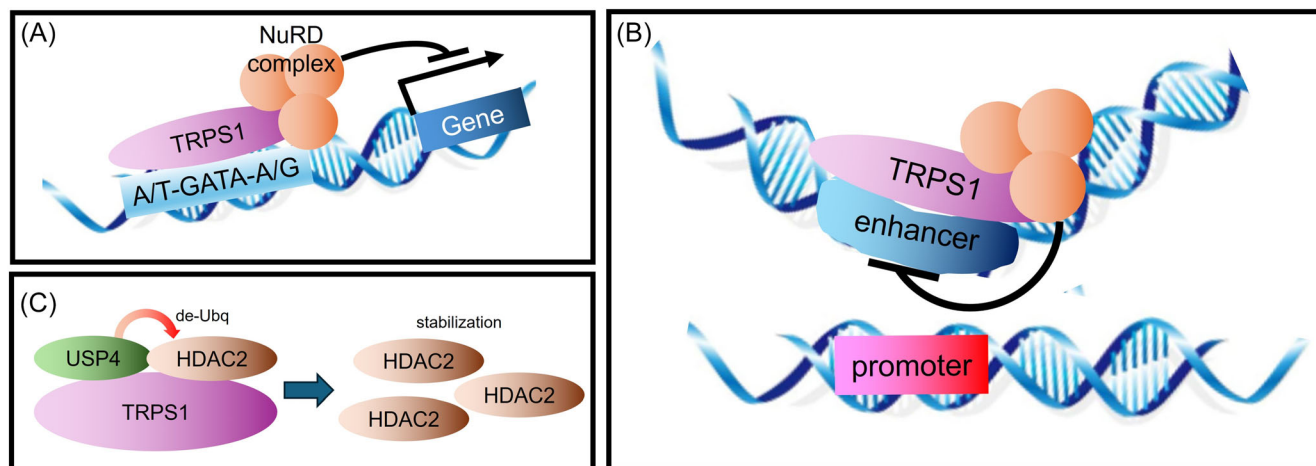 (A)
NuRD
complex
TRPS1
Gene
A/T-GATA-A/G
(B)
TRPS1
enhancer
promoter
(C)
de-Ubq
stabilization
USP4
HDAC2
TRPS1
HDAC2
HDAC2
HDAC2